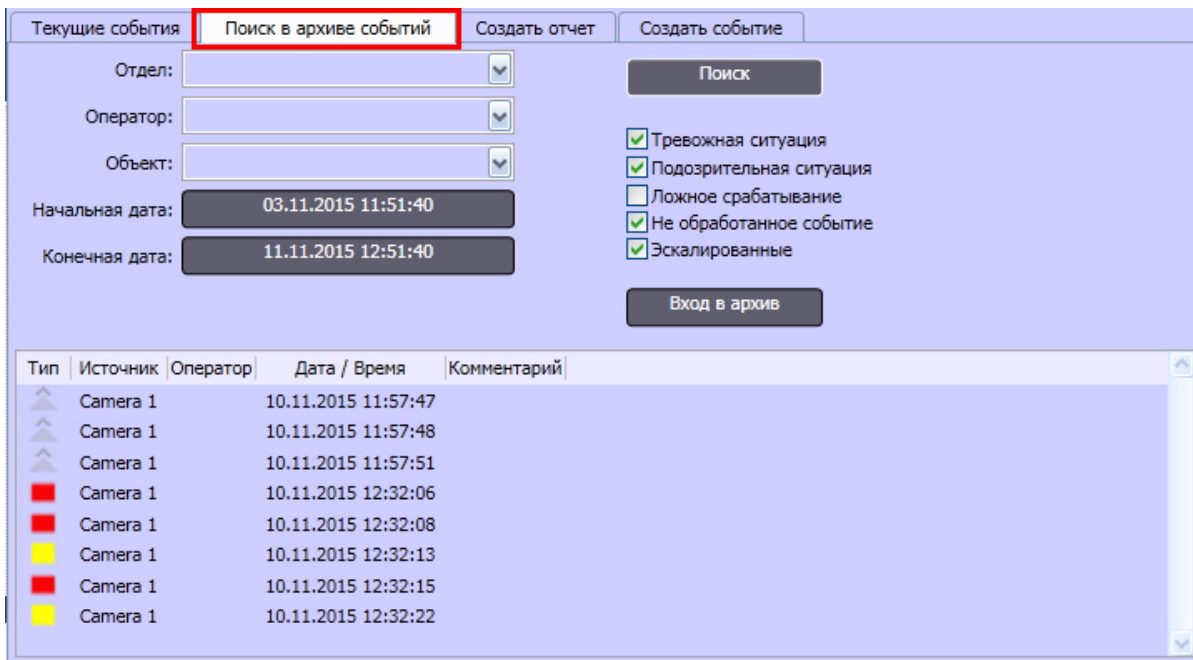 Текущие события Поиск в архиве событий Создать отчет Создать событие
Отдел: Поиск
Оператор:
Тревожная ситуация
Объект: Подозрительная ситуация
Ложное срабатывание
Начальная дата: 03.11.2015 11:51:40
Не обработанное событие
Конечная дата: 11.11.2015 12:51:40 Эскалированные
Вход в архив
Тип Источник Оператор Дата / Время Комментарий
Camera 1 10.11.2015 11:57:47
Camera 1 10.11.2015 11:57:48
Camera 1 10.11.2015 11:57:51
Camera 1 10.11.2015 12:32:06
Camera 1 10.11.2015 12:32:08
Camera 1 10.11.2015 12:32:13
Camera 1 10.11.2015 12:32:15
Camera 1 10.11.2015 12:32:22